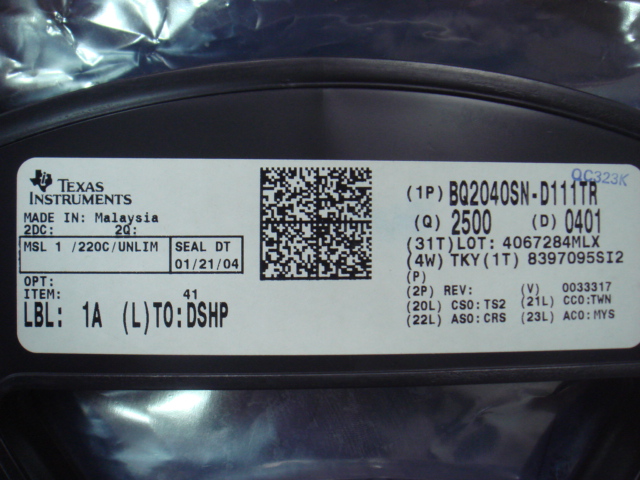 TEXAS
INSTRUMENTS
MADE IN: Malaysia
2DC: 2Q:
MSL 1 /220C/UNLIM
SEAL DT
01/21/04
OPT:
ITEM: 41
LBL: 1A (L)TO:DSHP
QC323K
(1P) BQ2040SN-D111TR
(Q) 2500 (D) 0401
(31T)LOT: 4067284MLX
(4W) TKY(1T) 8397095SI2
(P)
(2P) REV: (V) 0033317
(20L) CSO:TS2 (21L) CCO:TWN
(22L) ASO:CRS (23L) ACO:MYS